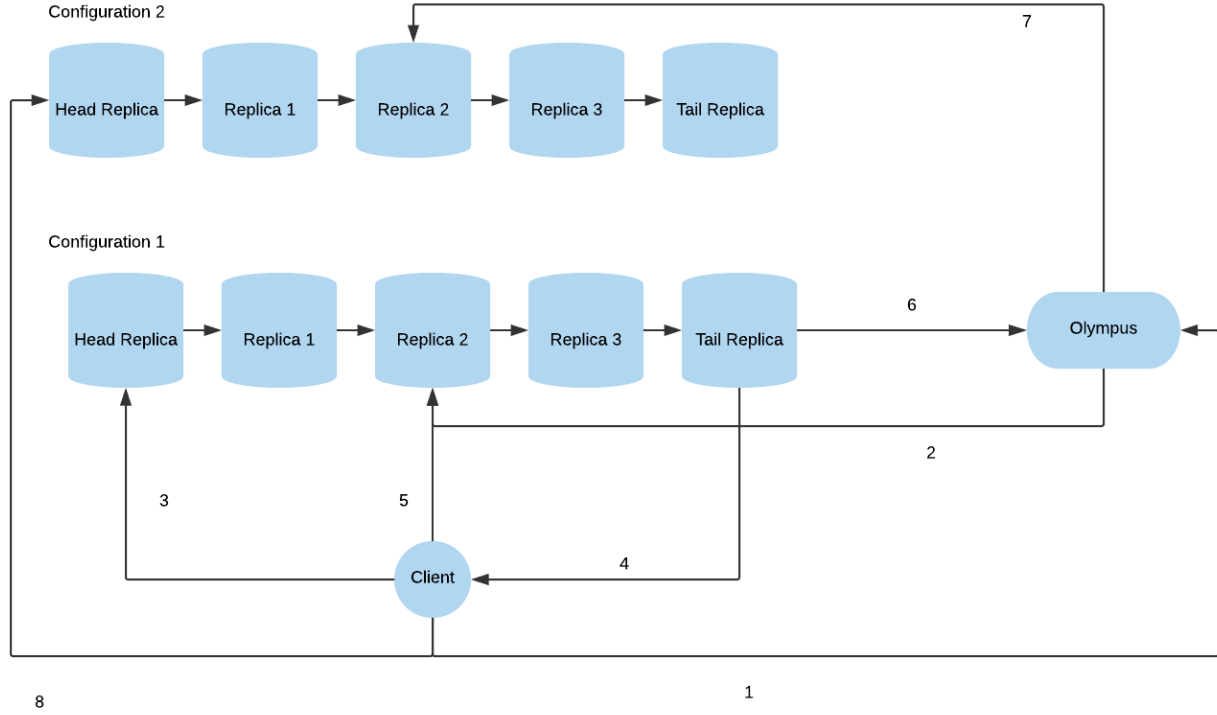 Configuration 2
7
Head Replica
Replica 1
Replica 2
Replica 3
Tail Replica
Configuration 1
6
Olympus
Head Replica
Replica 1
Replica 2
Replica 3
Tail Replica
2
3
5
4
Client
1
8